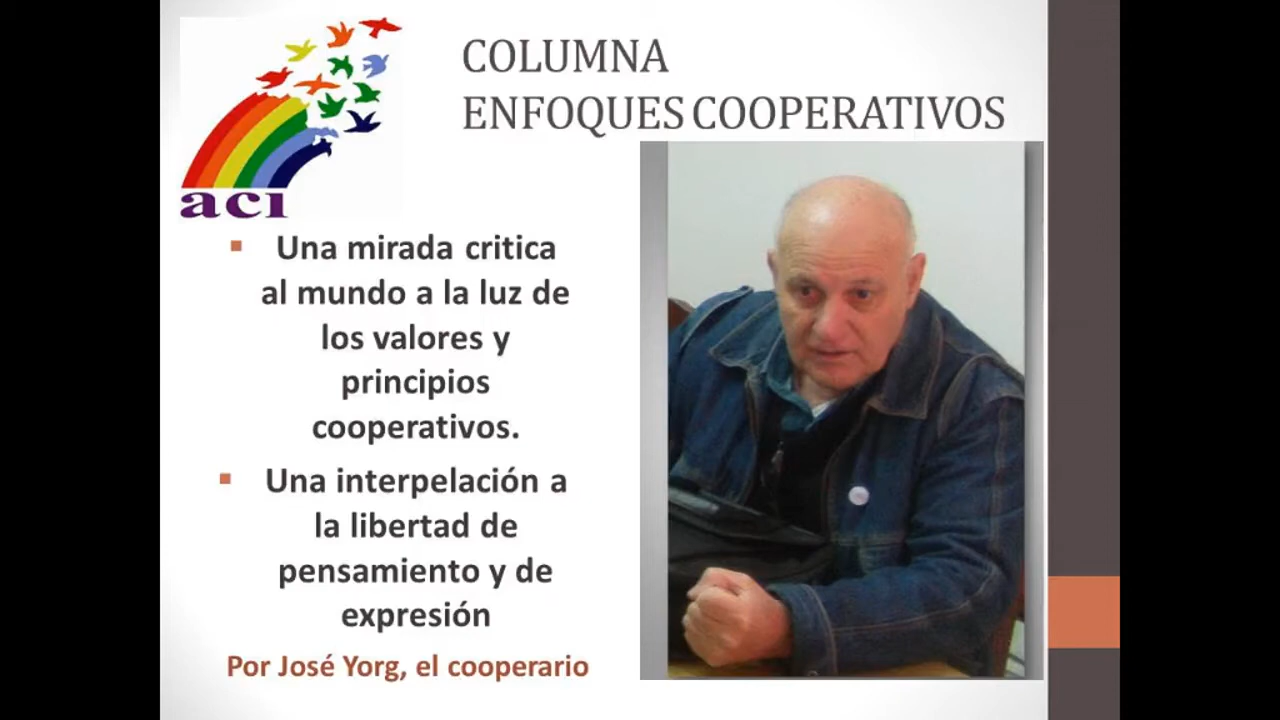 COLUMNA
ENFOQUES COOPERATIVOS
aci
Una mirada critica
al mundo a la luz de
los valores y
principios
cooperativos.
Una interpelación a
la libertad de
pensamiento y de
expresión
Por José Yorg, el cooperario